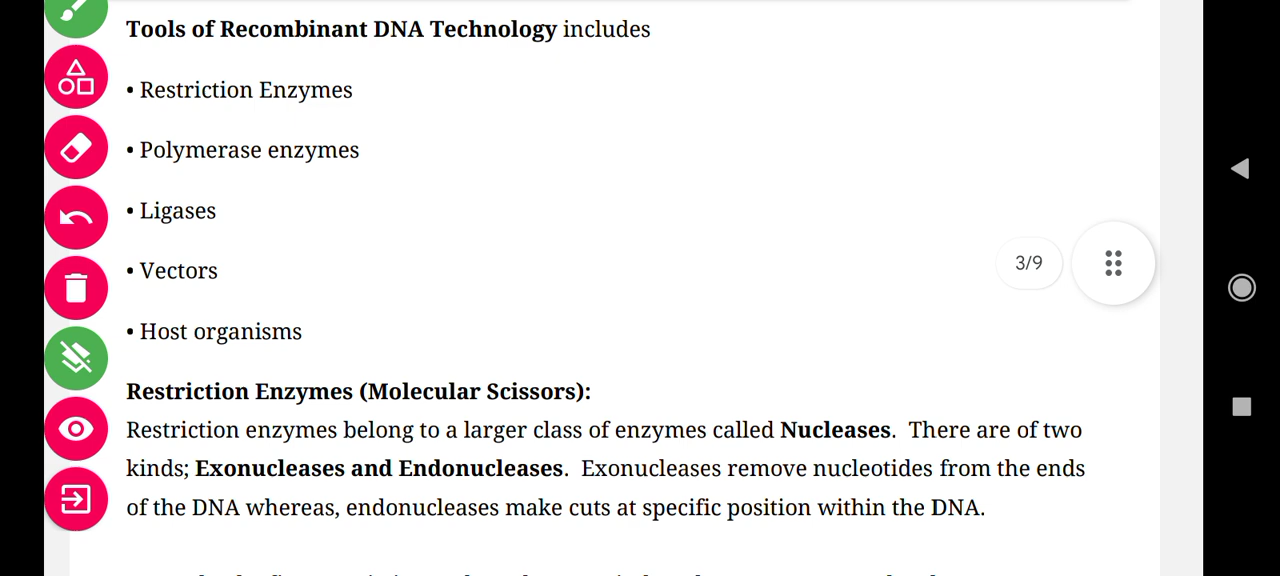 Tools of Recombinant DNA Technology includes
• Restriction Enzymes
• Polymerase enzymes
• Ligases
• Vectors
3/9
• Host organisms
Restriction Enzymes (Molecular Scissors):
Restriction enzymes belong to a larger class of enzymes called Nucleases. There are of two
kinds; Exonucleases and Endonucleases. Exonucleases remove nucleotides from the ends
of the DNA whereas, endonucleases make cuts at specific position within the DNA.